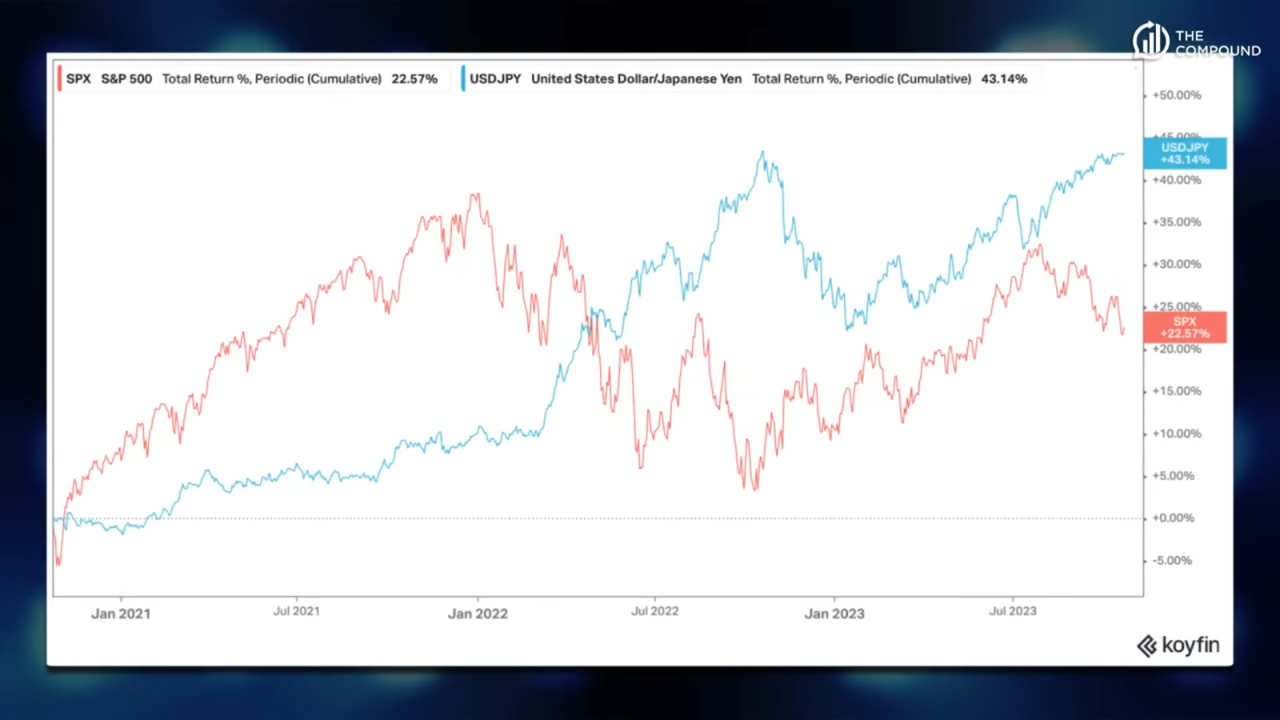 THE
COMPOUND
SPX S&P 500 Total Return %, Periodic (Cumulative) 22.57% USDJPY United States Dollar/Japanese Yen Total Return %, Periodic (Cumulative) 43.14%
+50.00%
+45.00%
USDJPY
+43.14%
+40.00%
+35.00%
+30.00%
+25.00%
SPX
+22.57%
+20.00%
+15.00%
+10.00%
+5.00%
+0.00%
-5.00%
Jan 2021 Jul 2021 Jan 2022 Jul 2022 Jan 2023 Jul 2023
koyfin